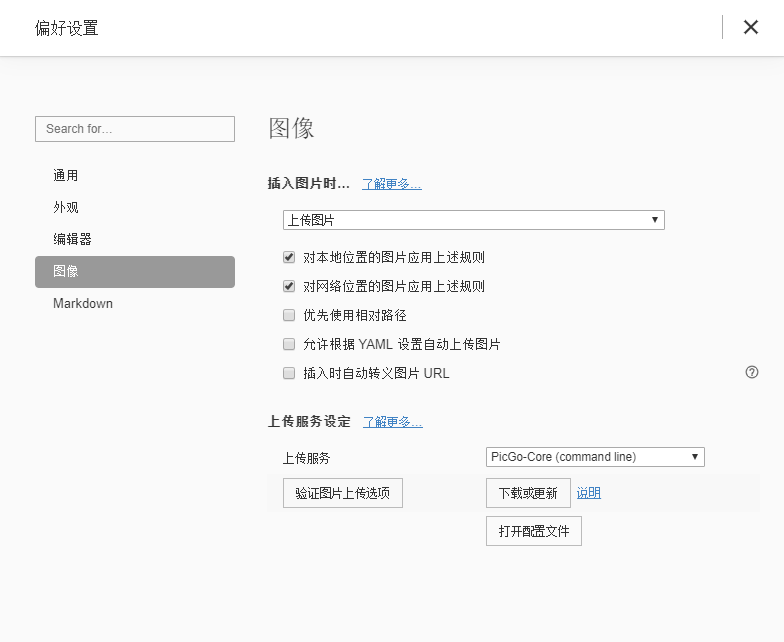 偏好设置
Search for...
通用
外观
编辑器
图像
Markdown
图像
插入图片时... 了解更多...
上传图片
对本地位置的图片应用上述规则
对网络位置的图片应用上述规则
优先使用相对路径
允许根据 YAML 设置自动上传图片
插入时自动转义图片 URL
上传服务设定 了解更多...
上传服务 PicGo-Core (command line)
验证图片上传选项 下载或更新 说明
打开配置文件